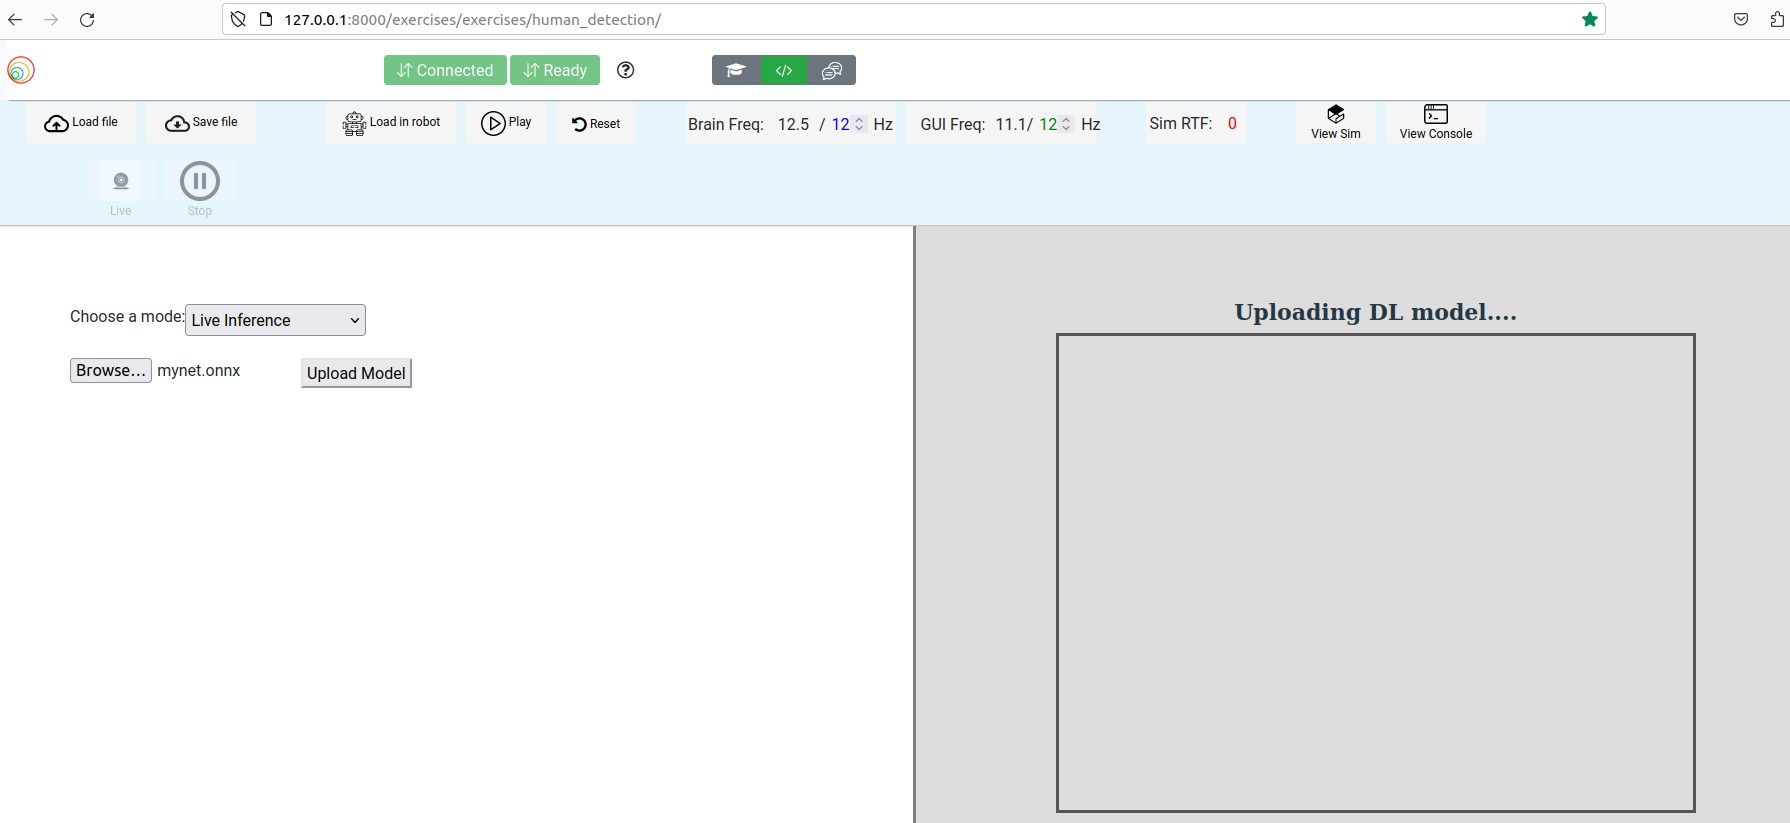 127.0.0.1:8000/exercises/exercises/human_detection/
Connected Ready
Load file Save file Load in robot Play Reset Brain Freq: 12.5 / 12 Hz GUI Freq: 11.1/ 12 Hz Sim RTF: 0 View Sim View Console
Live Stop
Choose a mode: Live Inference
Browse... mynet.onnx Upload Model
Uploading DL model....